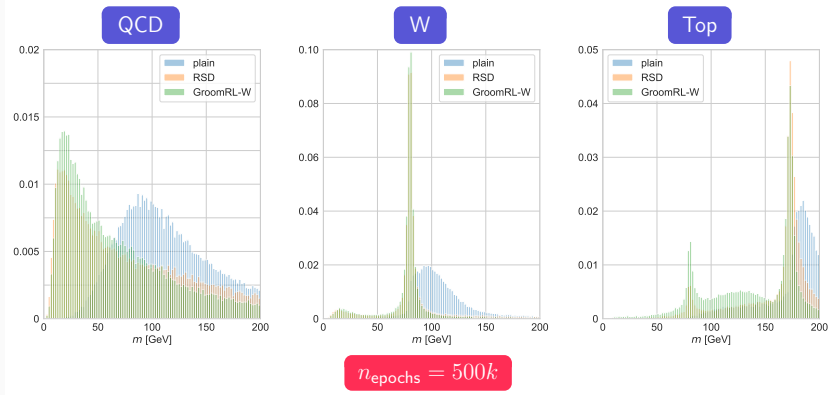 QCD
W
Top
0.02
0.015
0.01
0.005
0
0
50
100
150
200
m [GeV]
plain
RSD
GroomRL-W
0.10
0.08
0.06
0.04
0.02
0
0
50
100
150
200
m [GeV]
plain
RSD
GroomRL-W
0.05
0.04
0.03
0.02
0.01
0
0
50
100
150
200
m [GeV]
plain
RSD
GroomRL-W
n_epochs = 500k